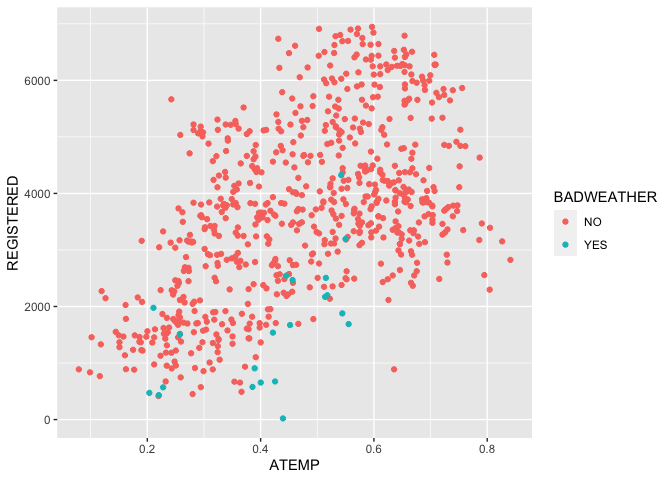 6000
4000
2000
0
REGISTERED
0.2
0.4
0.6
0.8
ATEMP
BADWEATHER
NO
YES